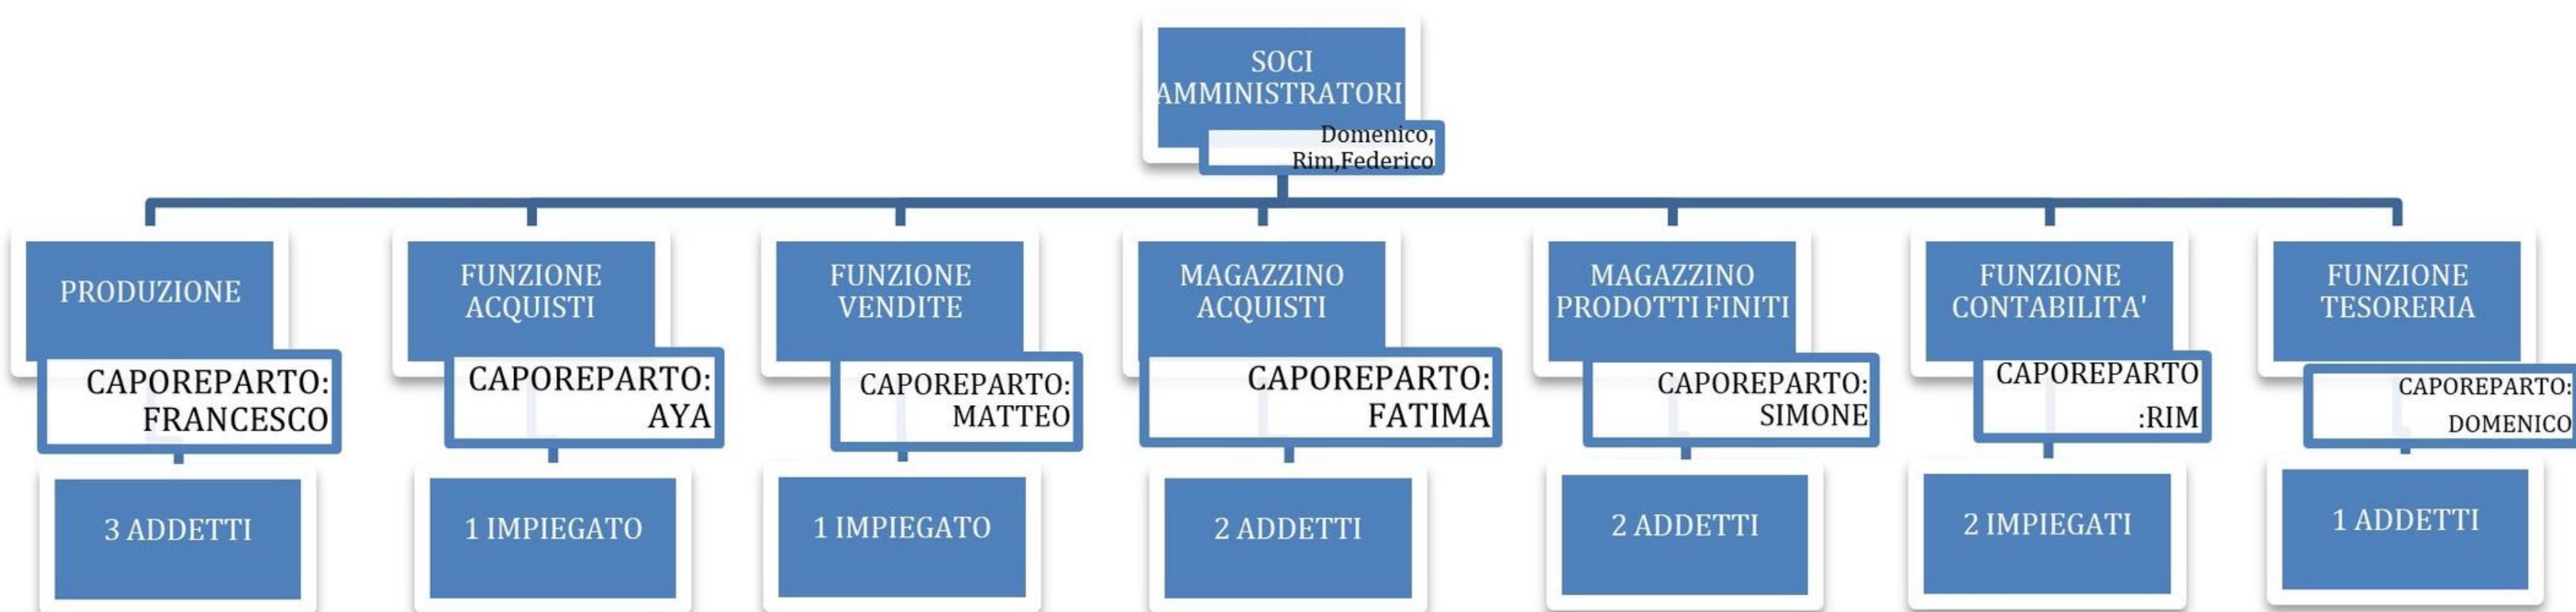 SOCI
AMMINISTRATORI
Domenico,
Rim,Federico
PRODUZIONE
CAPOREPARTO:
FRANCESCO
3 ADDETTI
FUNZIONE
ACQUISTI
CAPOREPARTO:
AYA
1 IMPIEGATO
FUNZIONE
VENDITE
CAPOREPARTO:
MATTEO
1 IMPIEGATO
MAGAZZINO
ACQUISTI
CAPOREPARTO:
FATIMA
2 ADDETTI
MAGAZZINO
PRODOTTI FINITI
CAPOREPARTO:
SIMONE
2 ADDETTI
FUNZIONE
CONTABILITA'
CAPOREPARTO
:RIM
2 IMPIEGATI
FUNZIONE
TESORERIA
CAPOREPARTO:
DOMENICO
1 ADDETTI